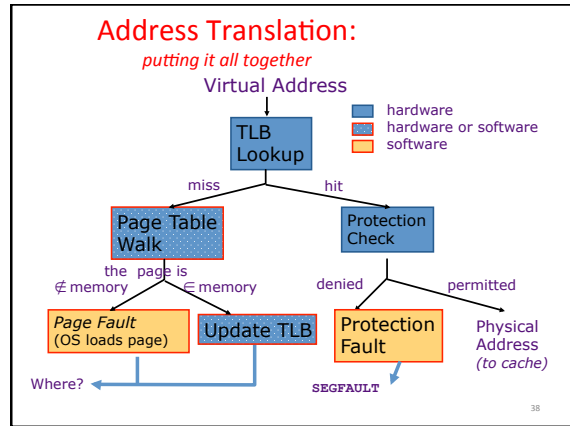 Address Translation:
putting it all together
Virtual Address
hardware
hardware or software
software
TLB
Lookup
miss
hit
Page Table
Walk
Protection
Check
the page is
∉ memory
∈ memory
denied
permitted
Page Fault
(OS loads page)
Update TLB
Protection
Fault
Physical
Address
(to cache)
Where?
SEGFAULT
38